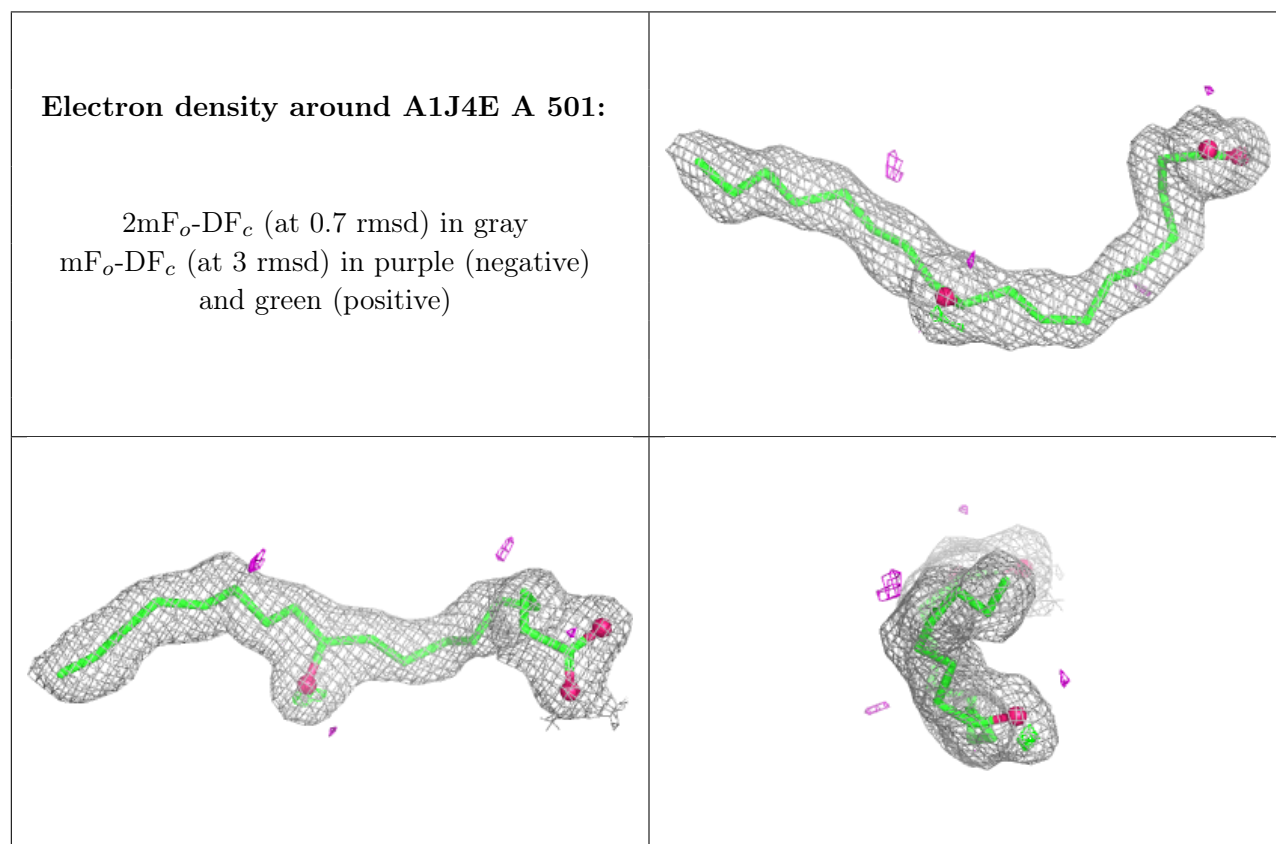 Electron density around A1J4E A 501:
2mFo-DFc (at 0.7 rmsd) in gray
mFo-DFc (at 3 rmsd) in purple (negative)
and green (positive)